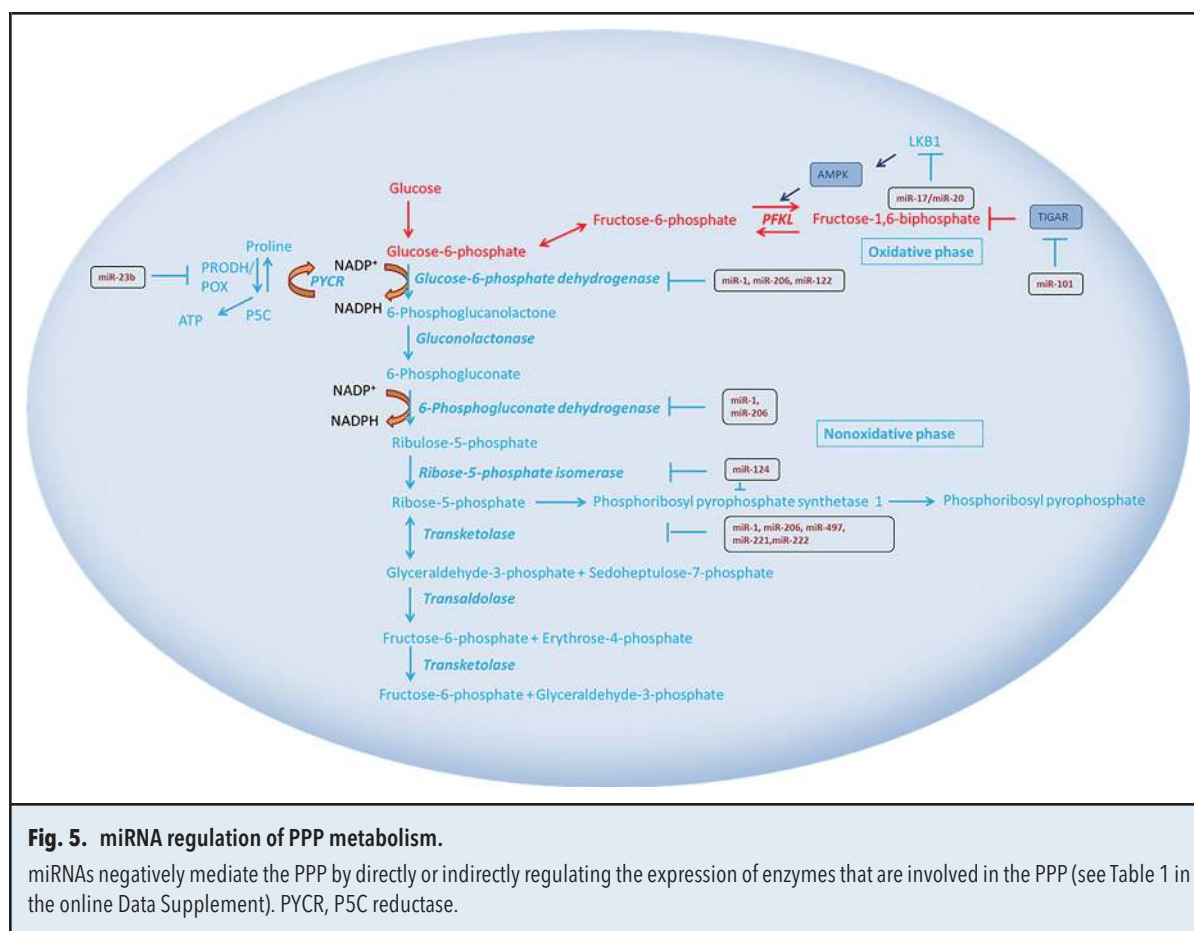 LKB1
AMPK
Glucose
miR-17/miR-20
Fructose-6-phosphate
PFKL
Fructose-1,6-biphosphate
TIGAR
Proline
Glucose-6-phosphate
Oxidative phase
miR-23b
PRODH/
POX
PYCR
NADP+
Glucose-6-phosphate dehydrogenase
miR-1, miR-206, miR-122
miR-101
ATP
P5C
NADPH
6-Phosphoglucanolactone
Gluconolactonase
6-Phosphogluconate
NADP+
6-Phosphogluconate dehydrogenase
miR-1,
miR-206
NADPH
Nonoxidative phase
Ribulose-5-phosphate
Ribose-5-phosphate isomerase
miR-124
Ribose-5-phosphate
Phosphoribosyl pyrophosphate synthetase 1
Phosphoribosyl pyrophosphate
Transketolase
miR-1, miR-206, miR-497,
miR-221,miR-222
Glyceraldehyde-3-phosphate + Sedoheptulose-7-phosphate
Transaldolase
Fructose-6-phosphate + Erythrose-4-phosphate
Transketolase
Fructose-6-phosphate + Glyceraldehyde-3-phosphate
Fig. 5. miRNA regulation of PPP metabolism.
miRNAs negatively mediate the PPP by directly or indirectly regulating the expression of enzymes that are involved in the PPP (see Table 1 in
the online Data Supplement). PYCR, P5C reductase.